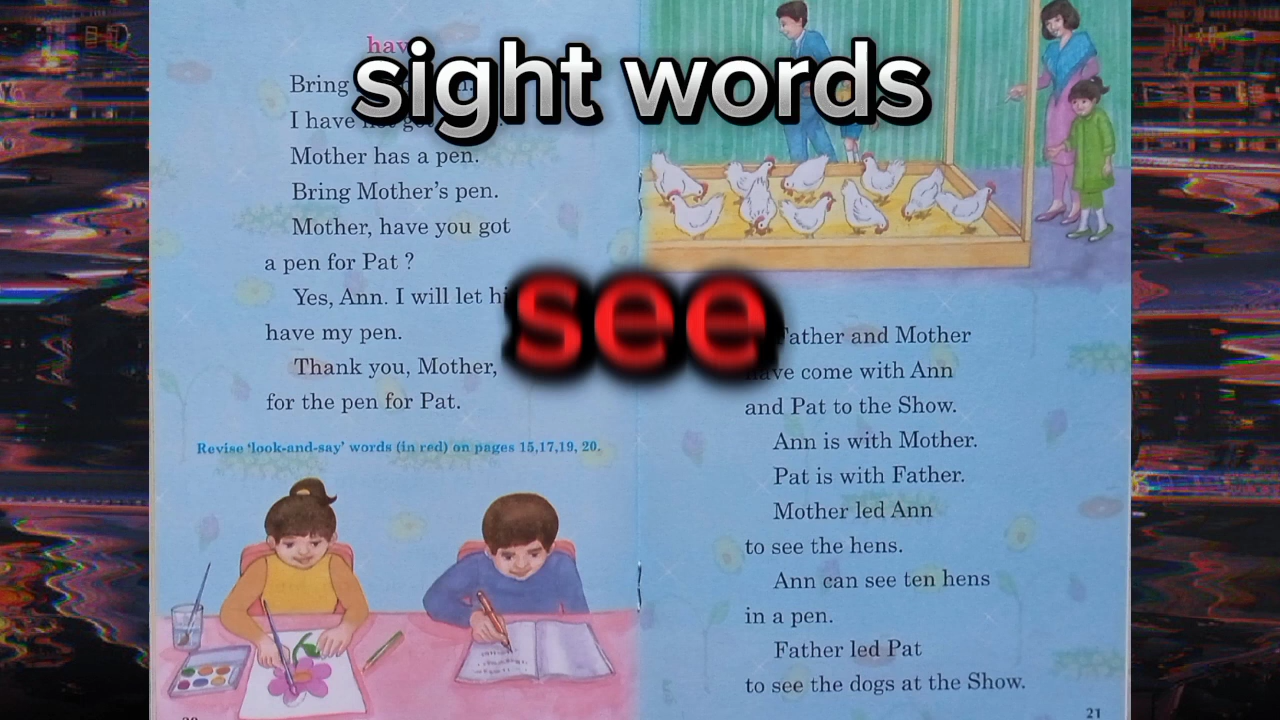 sight words
see
Bring
I have
Mother has a pen.
Bring Mother's pen.
Mother, have you got
a pen for Pat ?
Yes, Ann. I will let
have my pen.
Thank you, Mother,
for the pen for Pat.
Revise 'look-and-say' words (in red) on pages 15,17,19, 20.
Father and Mother
have come with Ann
and Pat to the Show.
Ann is with Mother.
Pat is with Father.
Mother led Ann
to see the hens.
Ann can see ten hens
in a pen.
Father led Pat
to see the dogs at the Show.
21